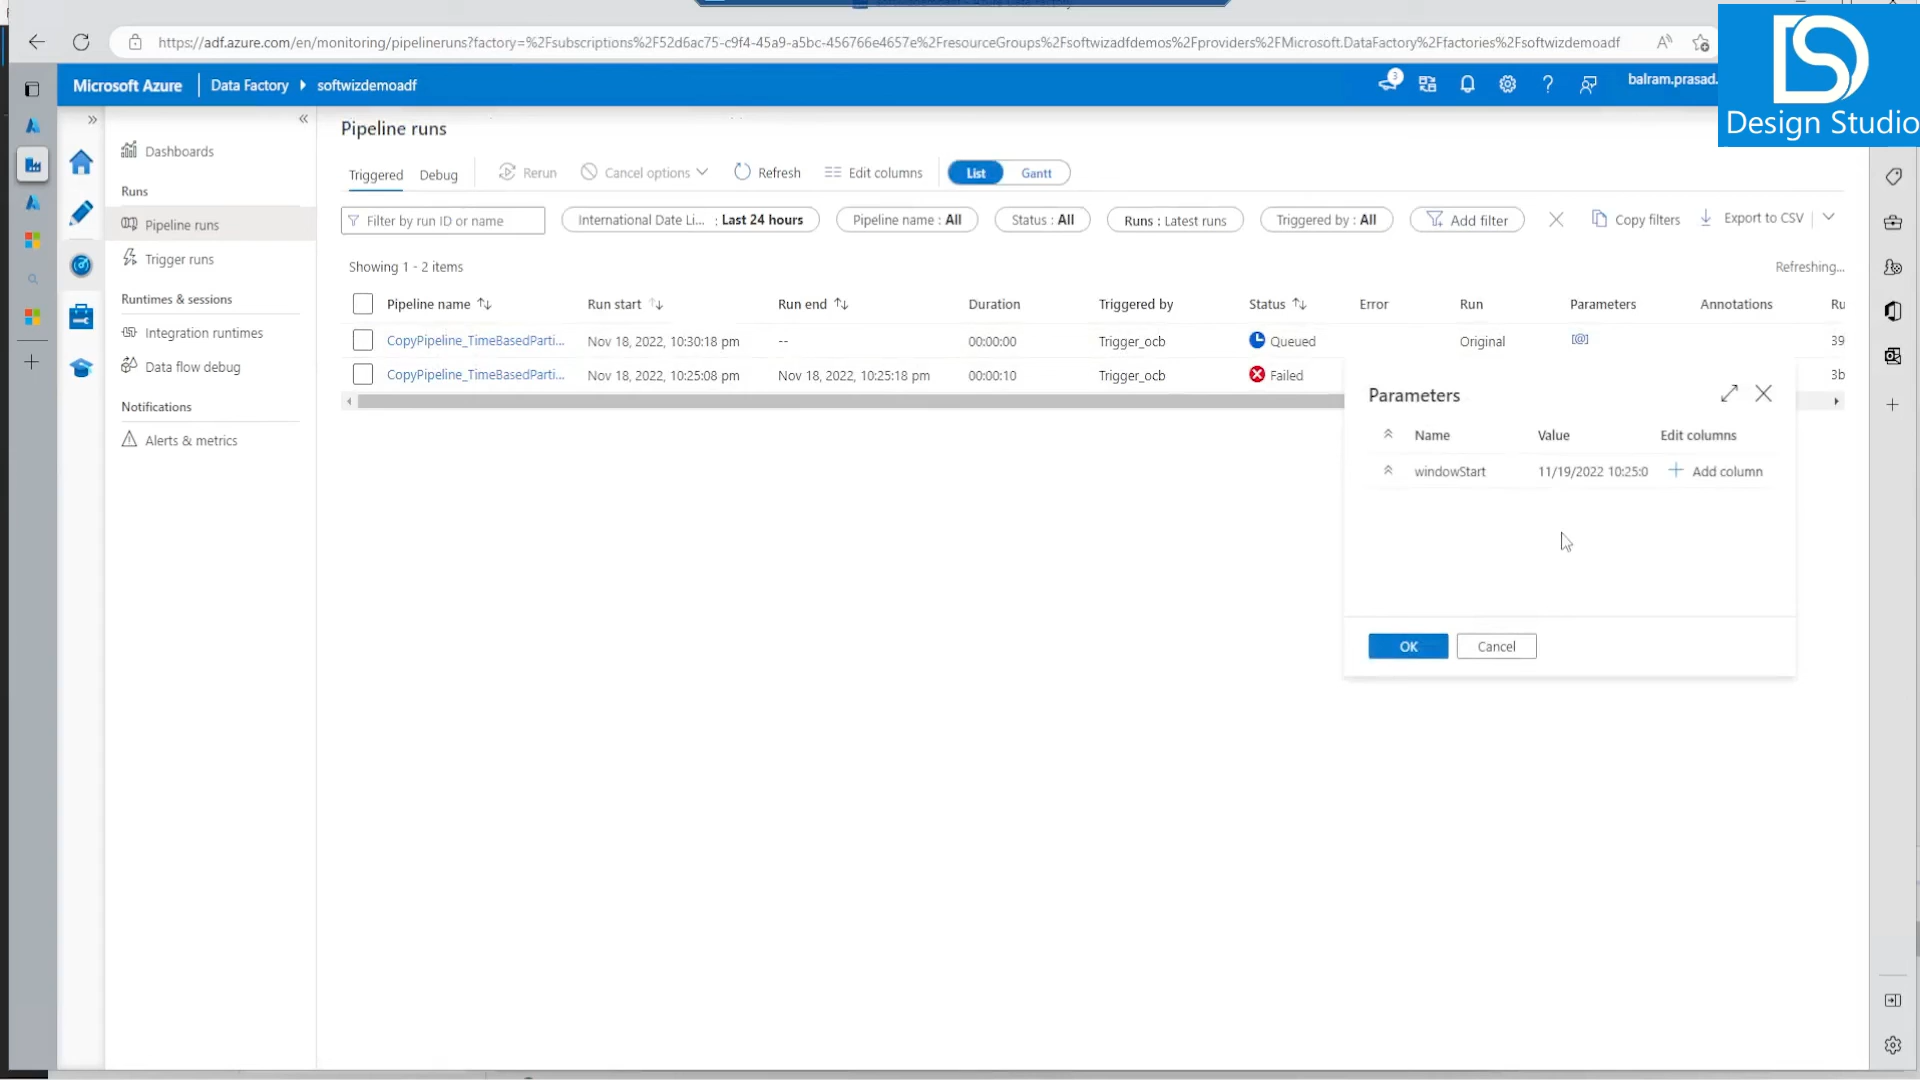 https://adf.azure.com/en/monitoring/pipelineruns?factory=%2Fsubscriptions%2F52d6ac75-c9f4-45a9-a5bc-456766e4657e%2FresourceGroups%2Fsoftwizadfdemos%2Fproviders%2FMicrosoft.DataFactory%2Ffactories%2Fsoftwizdemoadf
Microsoft Azure Data Factory softwizdemoadf 3 balram.prasad.
Design Studio
Pipeline runs
Dashboards
Runs
Pipeline runs
Trigger runs
Runtimes & sessions
Integration runtimes
Data flow debug
Notifications
Alerts & metrics
Triggered Debug Rerun Cancel options Refresh Edit columns List Gantt
Filter by run ID or name International Date Li... : Last 24 hours Pipeline name : All Status : All Runs : Latest runs Triggered by : All Add filter Copy filters Export to CSV
Showing 1 - 2 items Refreshing...
Pipeline name Run start Run end Duration Triggered by Status Error Run Parameters Annotations Ru
CopyPipeline_TimeBasedParti... Nov 18, 2022, 10:30:18 pm -- 00:00:00 Trigger_ocb Queued Original [@] 39
CopyPipeline_TimeBasedParti... Nov 18, 2022, 10:25:08 pm Nov 18, 2022, 10:25:18 pm 00:00:10 Trigger_ocb Failed 3b
Parameters
Name Value Edit columns
windowStart 11/19/2022 10:25:0 Add column
OK Cancel